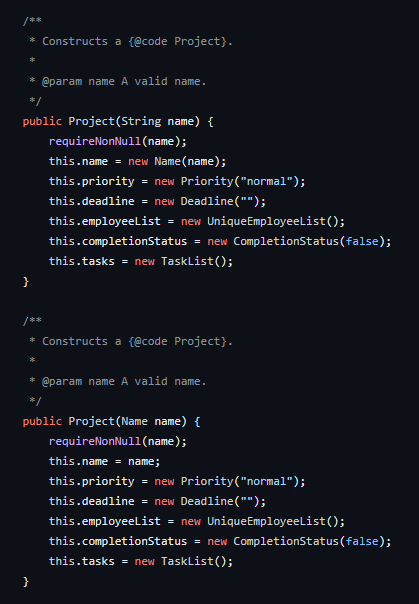 /**
 * Constructs a {@code Project}.
 *
 * @param name A valid name.
 */
public Project(String name) {
    requireNonNull(name);
    this.name = new Name(name);
    this.priority = new Priority("normal");
    this.deadline = new Deadline("");
    this.employeeList = new UniqueEmployeeList();
    this.completionStatus = new CompletionStatus(false);
    this.tasks = new TaskList();
}

/**
 * Constructs a {@code Project}.
 *
 * @param name A valid name.
 */
public Project(Name name) {
    requireNonNull(name);
    this.name = name;
    this.priority = new Priority("normal");
    this.deadline = new Deadline("");
    this.employeeList = new UniqueEmployeeList();
    this.completionStatus = new CompletionStatus(false);
    this.tasks = new TaskList();
}